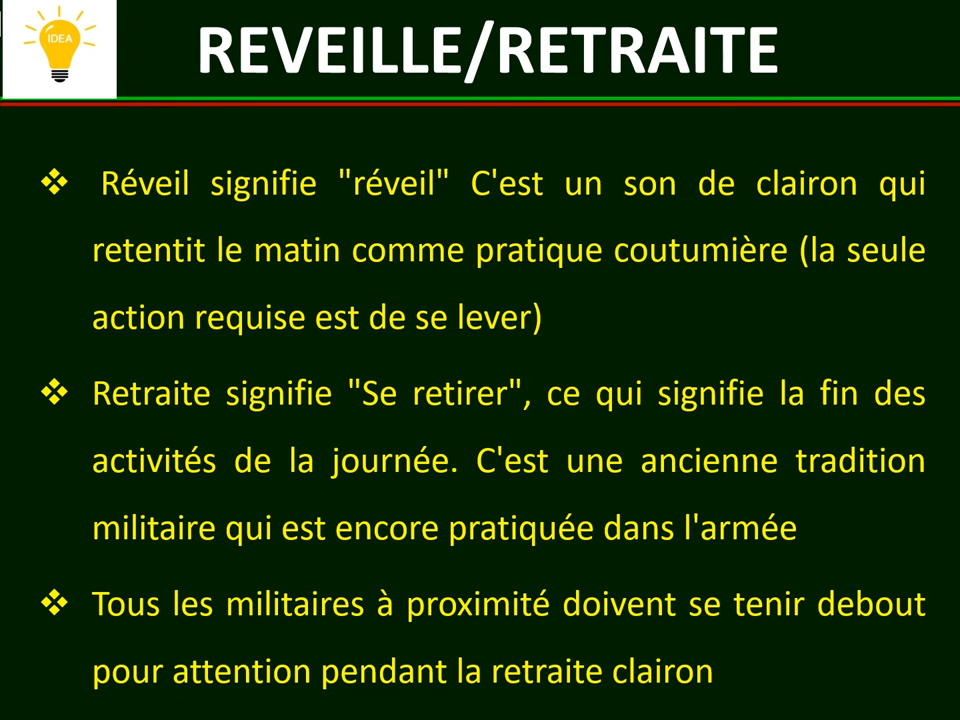 IDEA
REVEILLE/RETRAITE
❖ Réveil signifie "réveil" C'est un son de clairon qui
retentit le matin comme pratique coutumière (la seule
action requise est de se lever)
❖ Retraite signifie "Se retirer", ce qui signifie la fin des
activités de la journée. C'est une ancienne tradition
militaire qui est encore pratiquée dans l'armée
❖ Tous les militaires à proximité doivent se tenir debout
pour attention pendant la retraite clairon